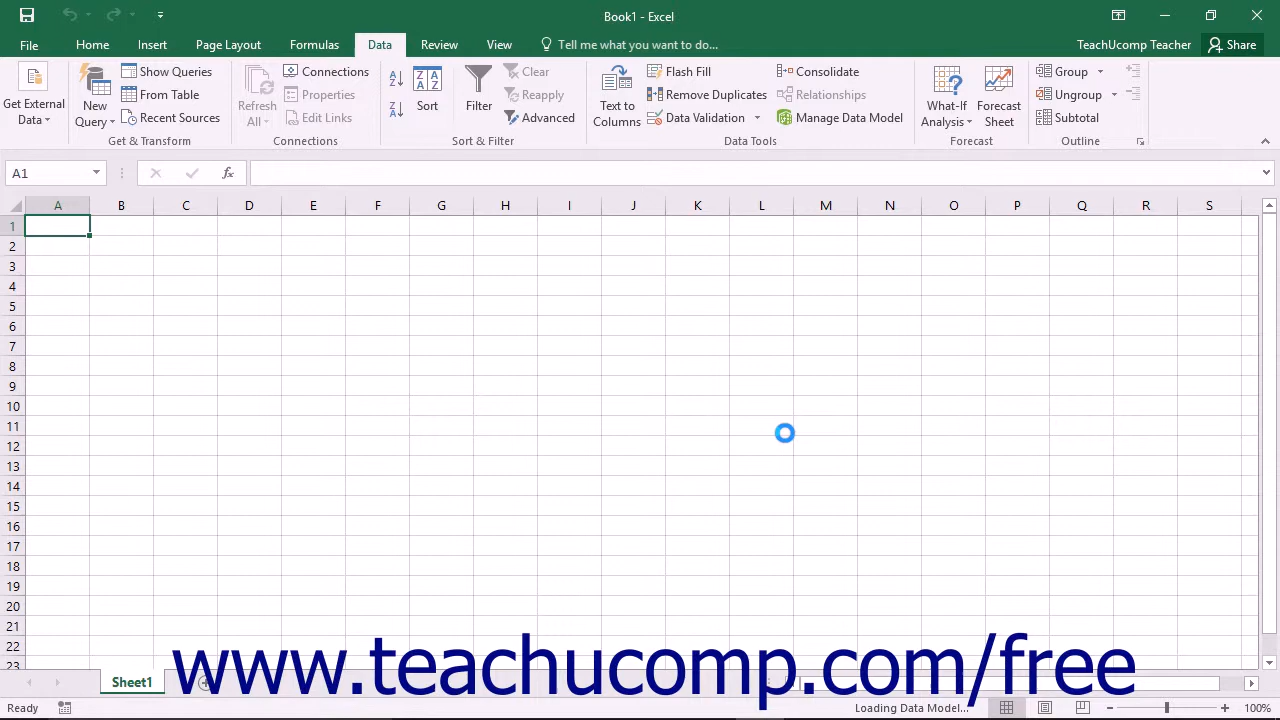 Book1 - Excel
File Home Insert Page Layout Formulas Data Review View Tell me what you want to do... TeachUcomp Teacher Share
Get External Data
New Query
Show Queries
From Table
Recent Sources
Get & Transform
Refresh All
Connections
Properties
Edit Links
Connections
A Z
Z A
Z A A Z
Sort
Filter
Clear
Reapply
Advanced
Sort & Filter
Text to Columns
Flash Fill
Remove Duplicates
Data Validation
Consolidate
Relationships
Manage Data Model
Data Tools
What-If Analysis
Forecast Sheet
Forecast
Group
Ungroup
Subtotal
Outline
A1
fx
A B C D E F G H I J K L M N O P Q R S
1
2
3
4
5
6
7
8
9
10
11
12
13
14
15
16
17
18
19
20
21
22
23
www.teachucomp.com/free
Sheet1
Ready
Loading Data Model...
100%